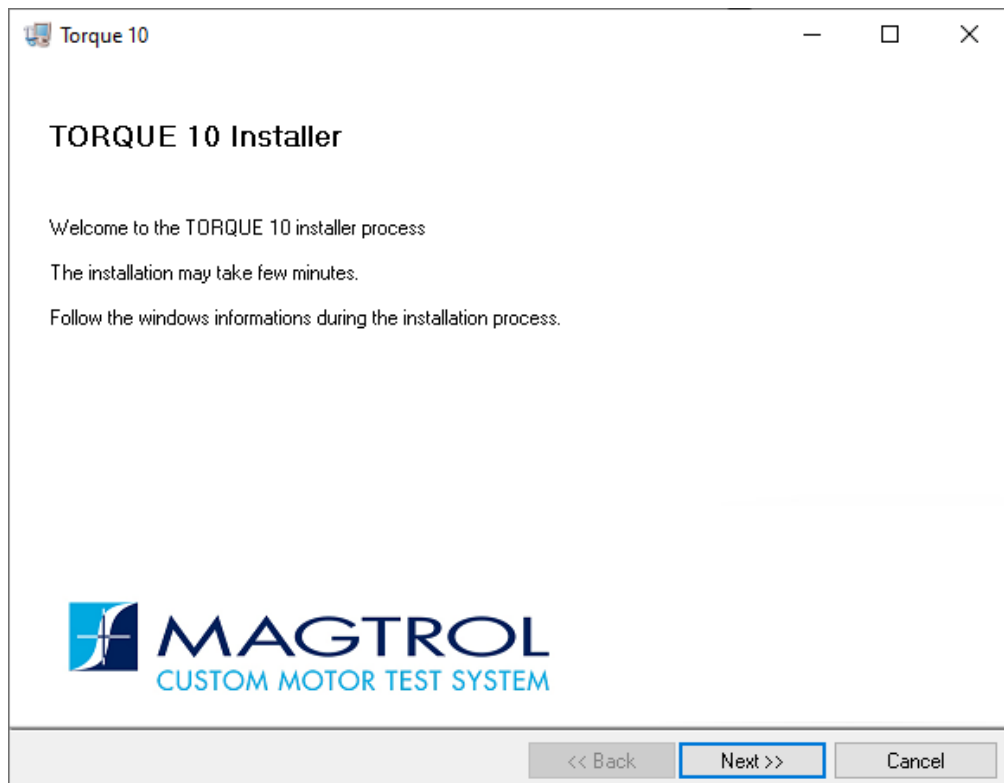 Torque 10
TORQUE 10 Installer
Welcome to the TORQUE 10 installer process
The installation may take few minutes.
Follow the windows informations during the installation process.
MAGTROL
CUSTOM MOTOR TEST SYSTEM
<< Back
Next >>
Cancel